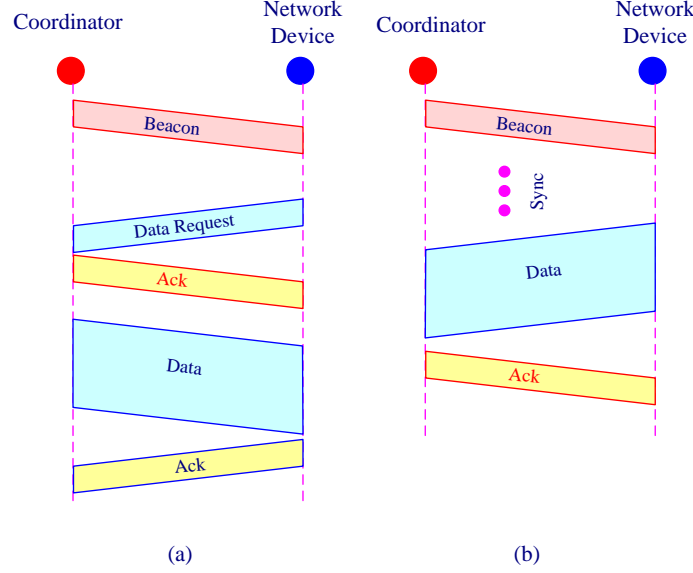 Coordinator
Network
Device
Beacon
Data Request
Ack
Data
Ack
(a)
Coordinator
Network
Device
Beacon
Sync
Data
Ack
(b)